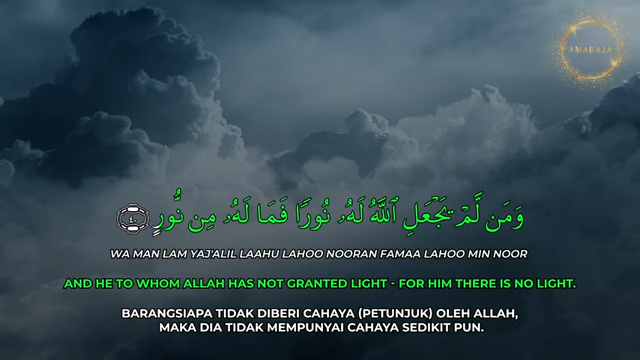 AMARAJA
وَمَن لَّمْ يَجْعَلِ ٱللَّهُ لَهُۥ نُورًا فَمَا لَهُۥ مِن نُّورٍ ٤٠
WA MAN LAM YAJ'ALIL LAAHU LAHOO NOORAN FAMAA LAHOO MIN NOOR
AND HE TO WHOM ALLAH HAS NOT GRANTED LIGHT - FOR HIM THERE IS NO LIGHT.
BARANGSIAPA TIDAK DIBERI CAHAYA (PETUNJUK) OLEH ALLAH,
MAKA DIA TIDAK MEMPUNYAI CAHAYA SEDIKIT PUN.